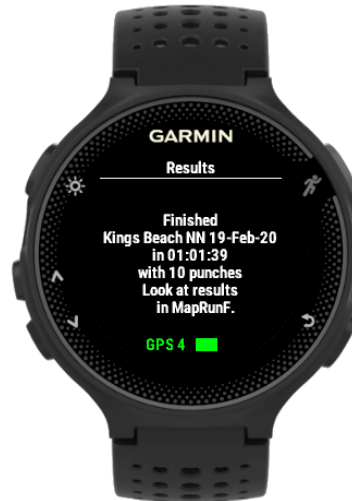 GARMIN
Results
Finished
Kings Beach NN 19-Feb-20
in 01:01:39
with 10 punches
Look at results
in MapRunF.
GPS 4